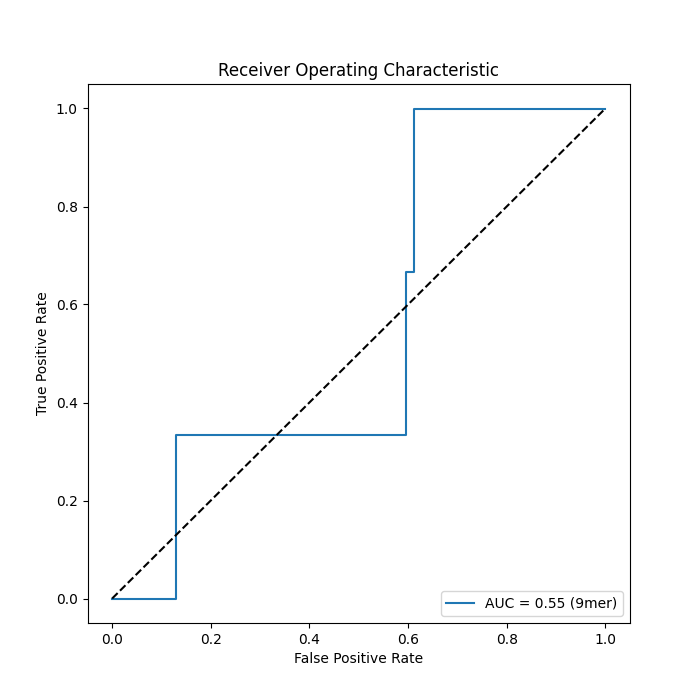 Receiver Operating Characteristic
1.0
0.8
0.6
0.4
0.2
0.0
True Positive Rate
0.0 0.2 0.4 0.6 0.8 1.0
False Positive Rate
AUC = 0.55 (9mer)